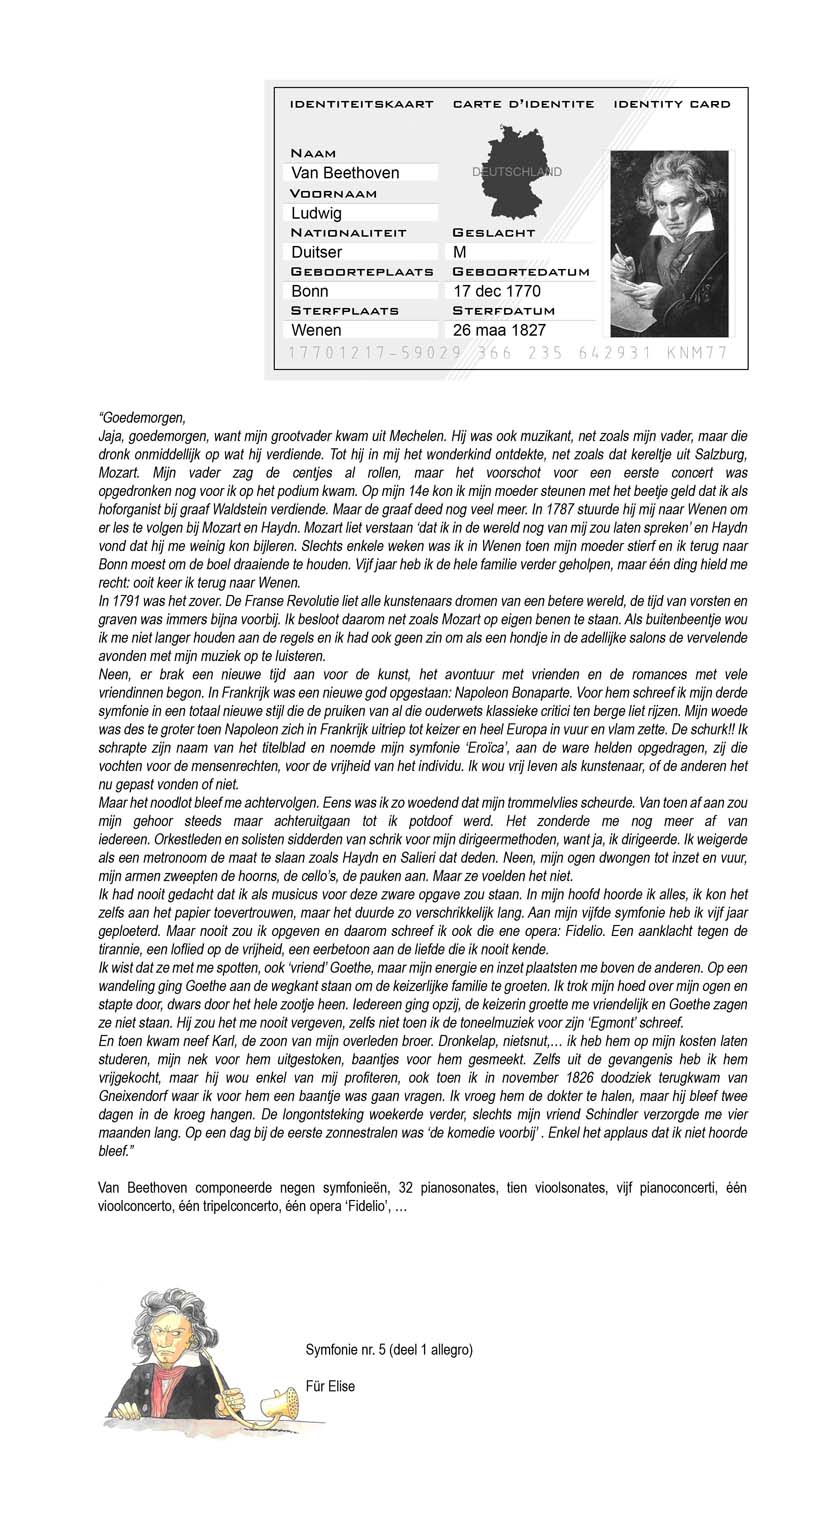 IDENTITEITSKAART CARTE D'IDENTITE IDENTITY CARD
NAAM
Van Beethoven
DEUTSCHLAND
VOORNAAM
Ludwig
NATIONALITEIT GESLACHT
Duitser M
GEBOORTEPLAATS GEBOORTEDATUM
Bonn 17 dec 1770
STERFPLAATS STERFDATUM
Wenen 26 maa 1827
17701217-59029 366 235 642931 KNM77
“Goedemorgen,
Jaja, goedemorgen, want mijn grootvader kwam uit Mechelen. Hij was ook muzikant, net zoals mijn vader, maar die
dronk onmiddellijk op wat hij verdiende. Tot hij in mij het wonderkind ontdekte, net zoals dat kereltje uit Salzburg,
Mozart. Mijn vader zag de centjes al rollen, maar het voorschot voor een eerste concert was
opgedronken nog voor ik op het podium kwam. Op mijn 14e kon ik mijn moeder steunen met het beetje geld dat ik als
hoforganist bij graaf Waldstein verdiende. Maar de graaf deed nog veel meer. In 1787 stuurde hij mij naar Wenen om
er les te volgen bij Mozart en Haydn. Mozart liet verstaan ‘dat ik in de wereld nog van mij zou laten spreken’ en Haydn
vond dat hij me weinig kon bijleren. Slechts enkele weken was ik in Wenen toen mijn moeder stierf en ik terug naar
Bonn moest om de boel draaiende te houden. Vijf jaar heb ik de hele familie verder geholpen, maar één ding hield me
recht: ooit keer ik terug naar Wenen.
In 1791 was het zover. De Franse Revolutie liet alle kunstenaars dromen van een betere wereld, de tijd van vorsten en
graven was immers bijna voorbij. Ik besloot daarom net zoals Mozart op eigen benen te staan. Als buitenbeentje wou
ik me niet langer houden aan de regels en ik had ook geen zin om als een hondje in de adellijke salons de vervelende
avonden met mijn muziek op te luisteren.
Neen, er brak een nieuwe tijd aan voor de kunst, het avontuur met vrienden en de romances met vele
vriendinnen begon. In Frankrijk was een nieuwe god opgestaan: Napoleon Bonaparte. Voor hem schreef ik mijn derde
symfonie in een totaal nieuwe stijl die de pruiken van al die ouderwets klassieke critici ten berge liet rijzen. Mijn woede
was des te groter toen Napoleon zich in Frankrijk uitriep tot keizer en heel Europa in vuur en vlam zette. De schurk!! Ik
schrapte zijn naam van het titelblad en noemde mijn symfonie ‘Eroïca’, aan de ware helden opgedragen, zij die
vochten voor de mensenrechten, voor de vrijheid van het individu. Ik wou vrij leven als kunstenaar, of de anderen het
nu gepast vonden of niet.
Maar het noodlot bleef me achtervolgen. Eens was ik zo woedend dat mijn trommelvlies scheurde. Van toen af aan zou
mijn gehoor steeds maar achteruitgaan tot ik potdoof werd. Het zonderde me nog meer af van
iedereen. Orkestleden en solisten sidderden van schrik voor mijn dirigeermethoden, want ja, ik dirigeerde. Ik weigerde
als een metronoom de maat te slaan zoals Haydn en Salieri dat deden. Neen, mijn ogen dwongen tot inzet en vuur,
mijn armen zweepten de hoorns, de cello’s, de pauken aan. Maar ze voelden het niet.
Ik had nooit gedacht dat ik als musicus voor deze zware opgave zou staan. In mijn hoofd hoorde ik alles, ik kon het
zelfs aan het papier toevertrouwen, maar het duurde zo verschrikkelijk lang. Aan mijn vijfde symfonie heb ik vijf jaar
geploeterd. Maar nooit zou ik opgeven en daarom schreef ik ook die ene opera: Fidelio. Een aanklacht tegen de
tirannie, een loflied op de vrijheid, een eerbetoon aan de liefde die ik nooit kende.
Ik wist dat ze met me spotten, ook ‘vriend’ Goethe, maar mijn energie en inzet plaatsten me boven de anderen. Op een
wandeling ging Goethe aan de wegkant staan om de keizerlijke familie te groeten. Ik trok mijn hoed over mijn ogen en
stapte door, dwars door het hele zootje heen. Iedereen ging opzij, de keizerin groette me vriendelijk en Goethe zagen
ze niet staan. Hij zou het me nooit vergeven, zelfs niet toen ik de toneelmuziek voor zijn ‘Egmont’ schreef.
En toen kwam neef Karl, de zoon van mijn overleden broer. Dronkelap, nietsnut,… ik heb hem op mijn kosten laten
studeren, mijn nek voor hem uitgestoken, baantjes voor hem gesmeekt. Zelfs uit de gevangenis heb ik hem
vrijgekocht, maar hij wou enkel van mij profiteren, ook toen ik in november 1826 doodziek terugkwam van
Gneixendorf waar ik voor hem een baantje was gaan vragen. Ik vroeg hem de dokter te halen, maar hij bleef twee
dagen in de kroeg hangen. De longontsteking woekerde verder, slechts mijn vriend Schindler verzorgde me vier
maanden lang. Op een dag bij de eerste zonnestralen was ‘de komedie voorbij’ . Enkel het applaus dat ik niet hoorde
bleef.”
Van Beethoven componeerde negen symfonieën, 32 pianosonates, tien vioolsonates, vijf pianoconcerti, één
vioolconcerto, één tripelconcerto, één opera ‘Fidelio’, …
Symfonie nr. 5 (deel 1 allegro)
Für Elise